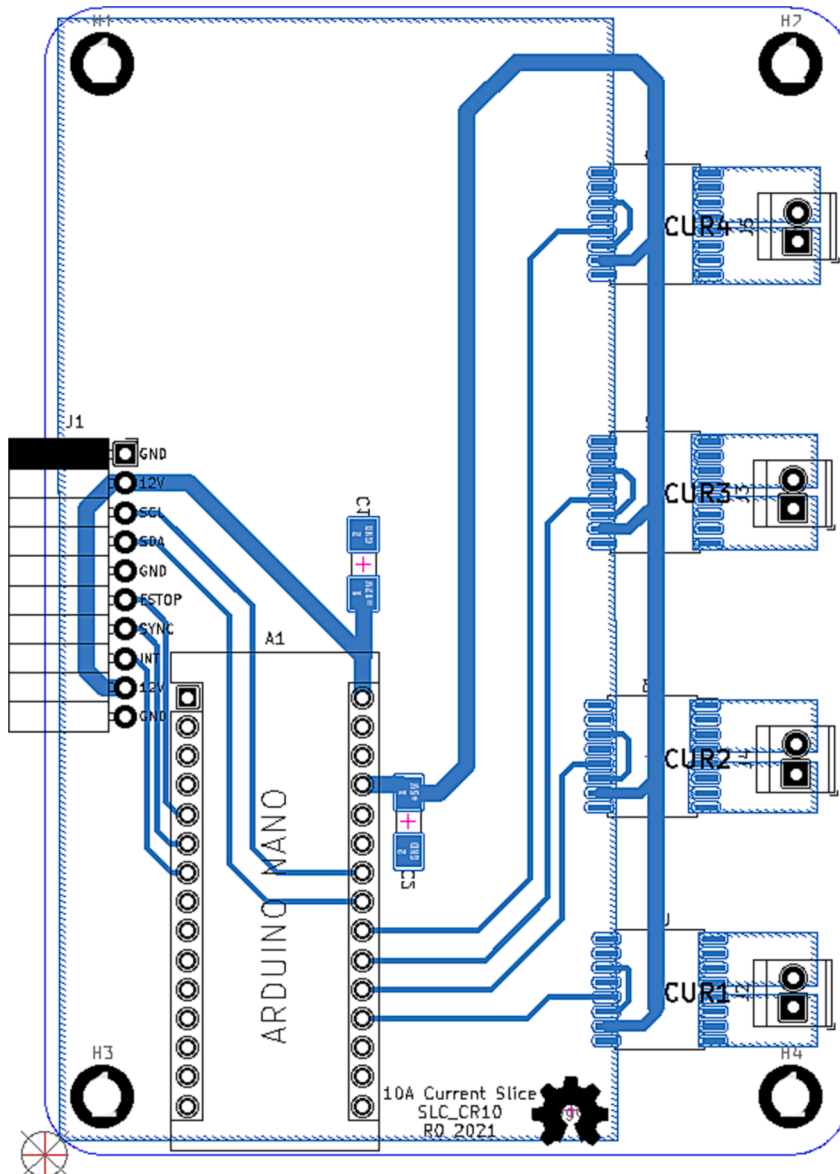 H1
H2
CUR4
J5
J1
GND
12V
SCL
SDA
GND
ESTOP
SYNC
INT
12V
GND
C1
2
GND
1
+12V
CUR3
J3
A1
CUR2
J4
1
+5V
2
GND
C2
ARDUINO NANO
CUR1
J2
H3
H4
10A Current Slice
SLC_CR10
R0 2021